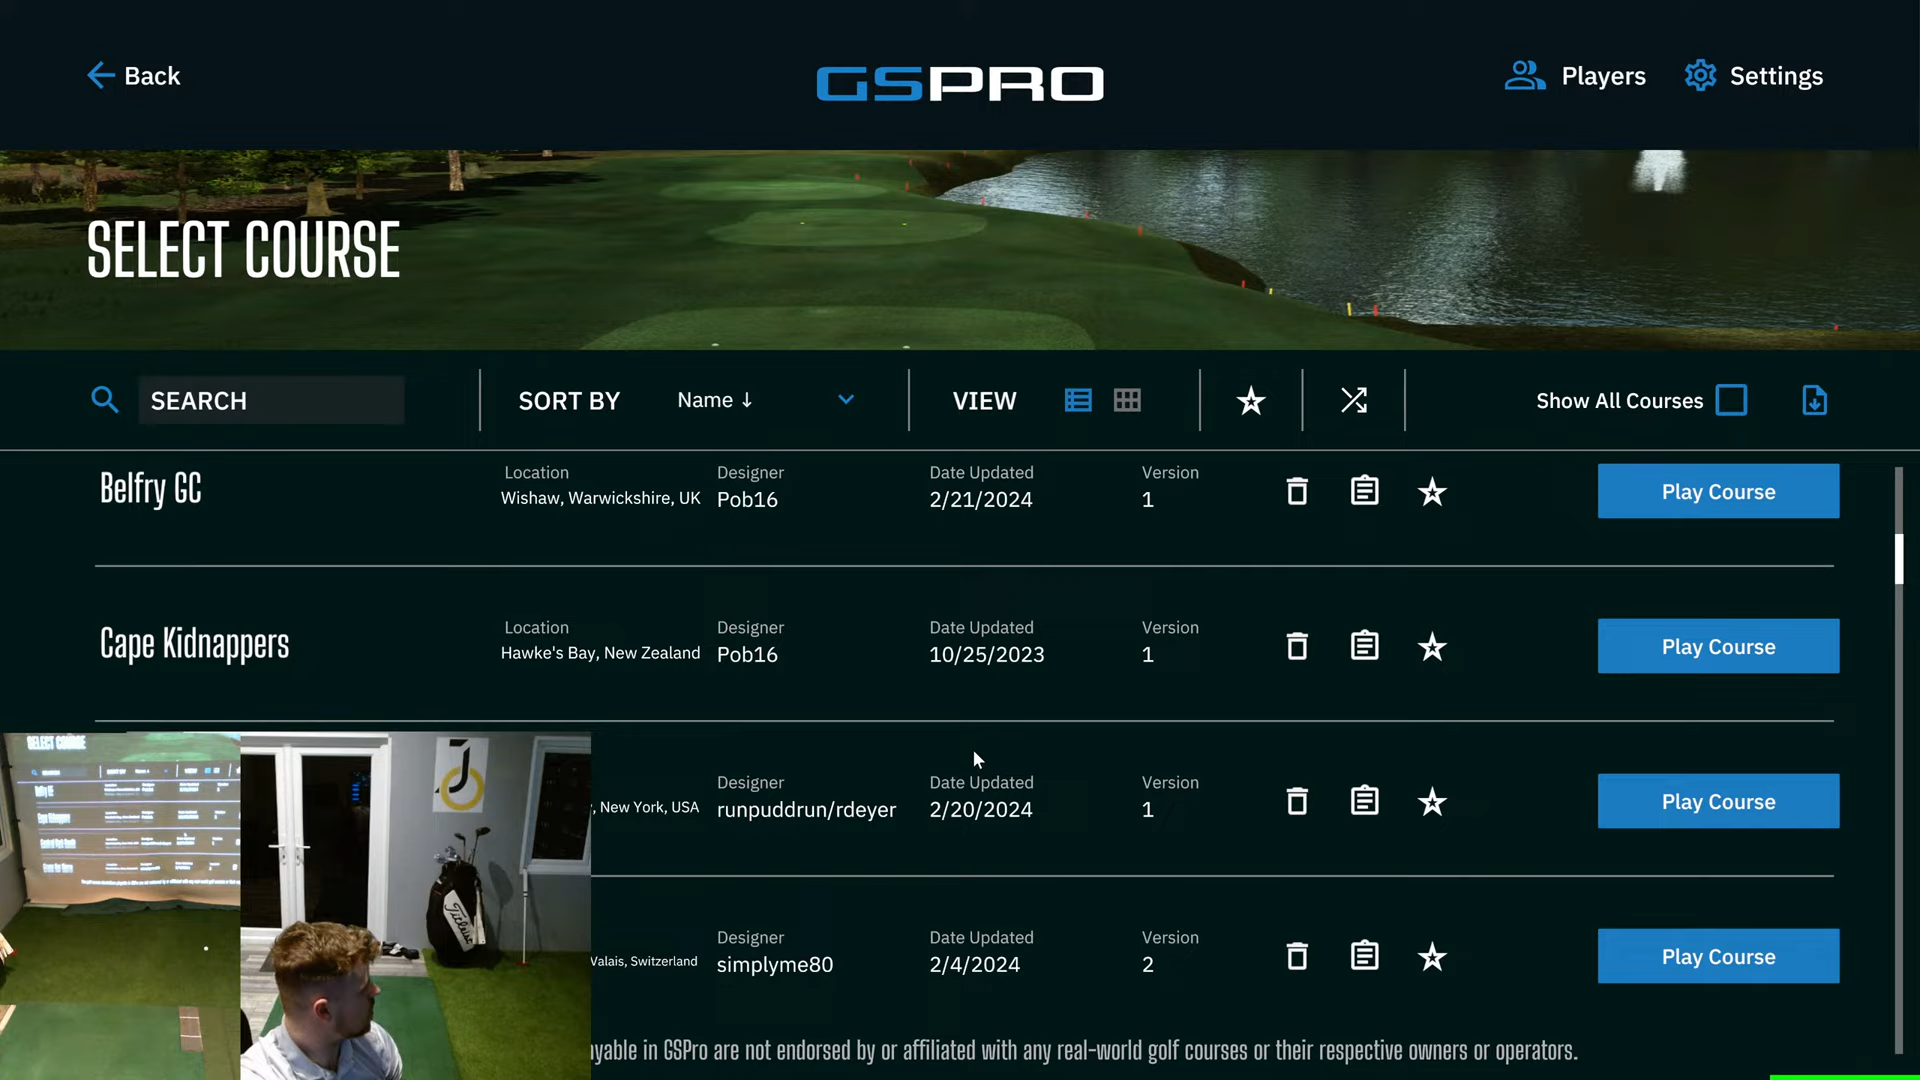 Back
GSPRO
Players
Settings
SELECT COURSE
SEARCH
SORT BY
Name ↓
VIEW
Show All Courses
Belfry GC
Location
Wishaw, Warwickshire, UK
Designer
Pob16
Date Updated
2/21/2024
Version
1
Play Course
Cape Kidnappers
Location
Hawke's Bay, New Zealand
Designer
Pob16
Date Updated
10/25/2023
Version
1
Play Course
, New York, USA
Designer
runpuddrun/rdeyer
Date Updated
2/20/2024
Version
1
Play Course
Valais, Switzerland
Designer
simplyme80
Date Updated
2/4/2024
Version
2
Play Course
yable in GSPro are not endorsed by or affiliated with any real-world golf courses or their respective owners or operators.
SELECT COURSE
Titleist